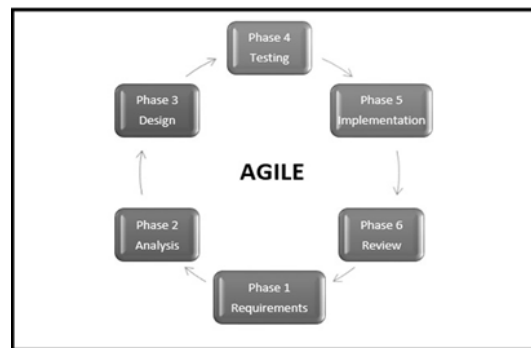 Phase 4
Testing
Phase 3
Design
Phase 5
Implementation
AGILE
Phase 2
Analysis
Phase 6
Review
Phase 1
Requirements